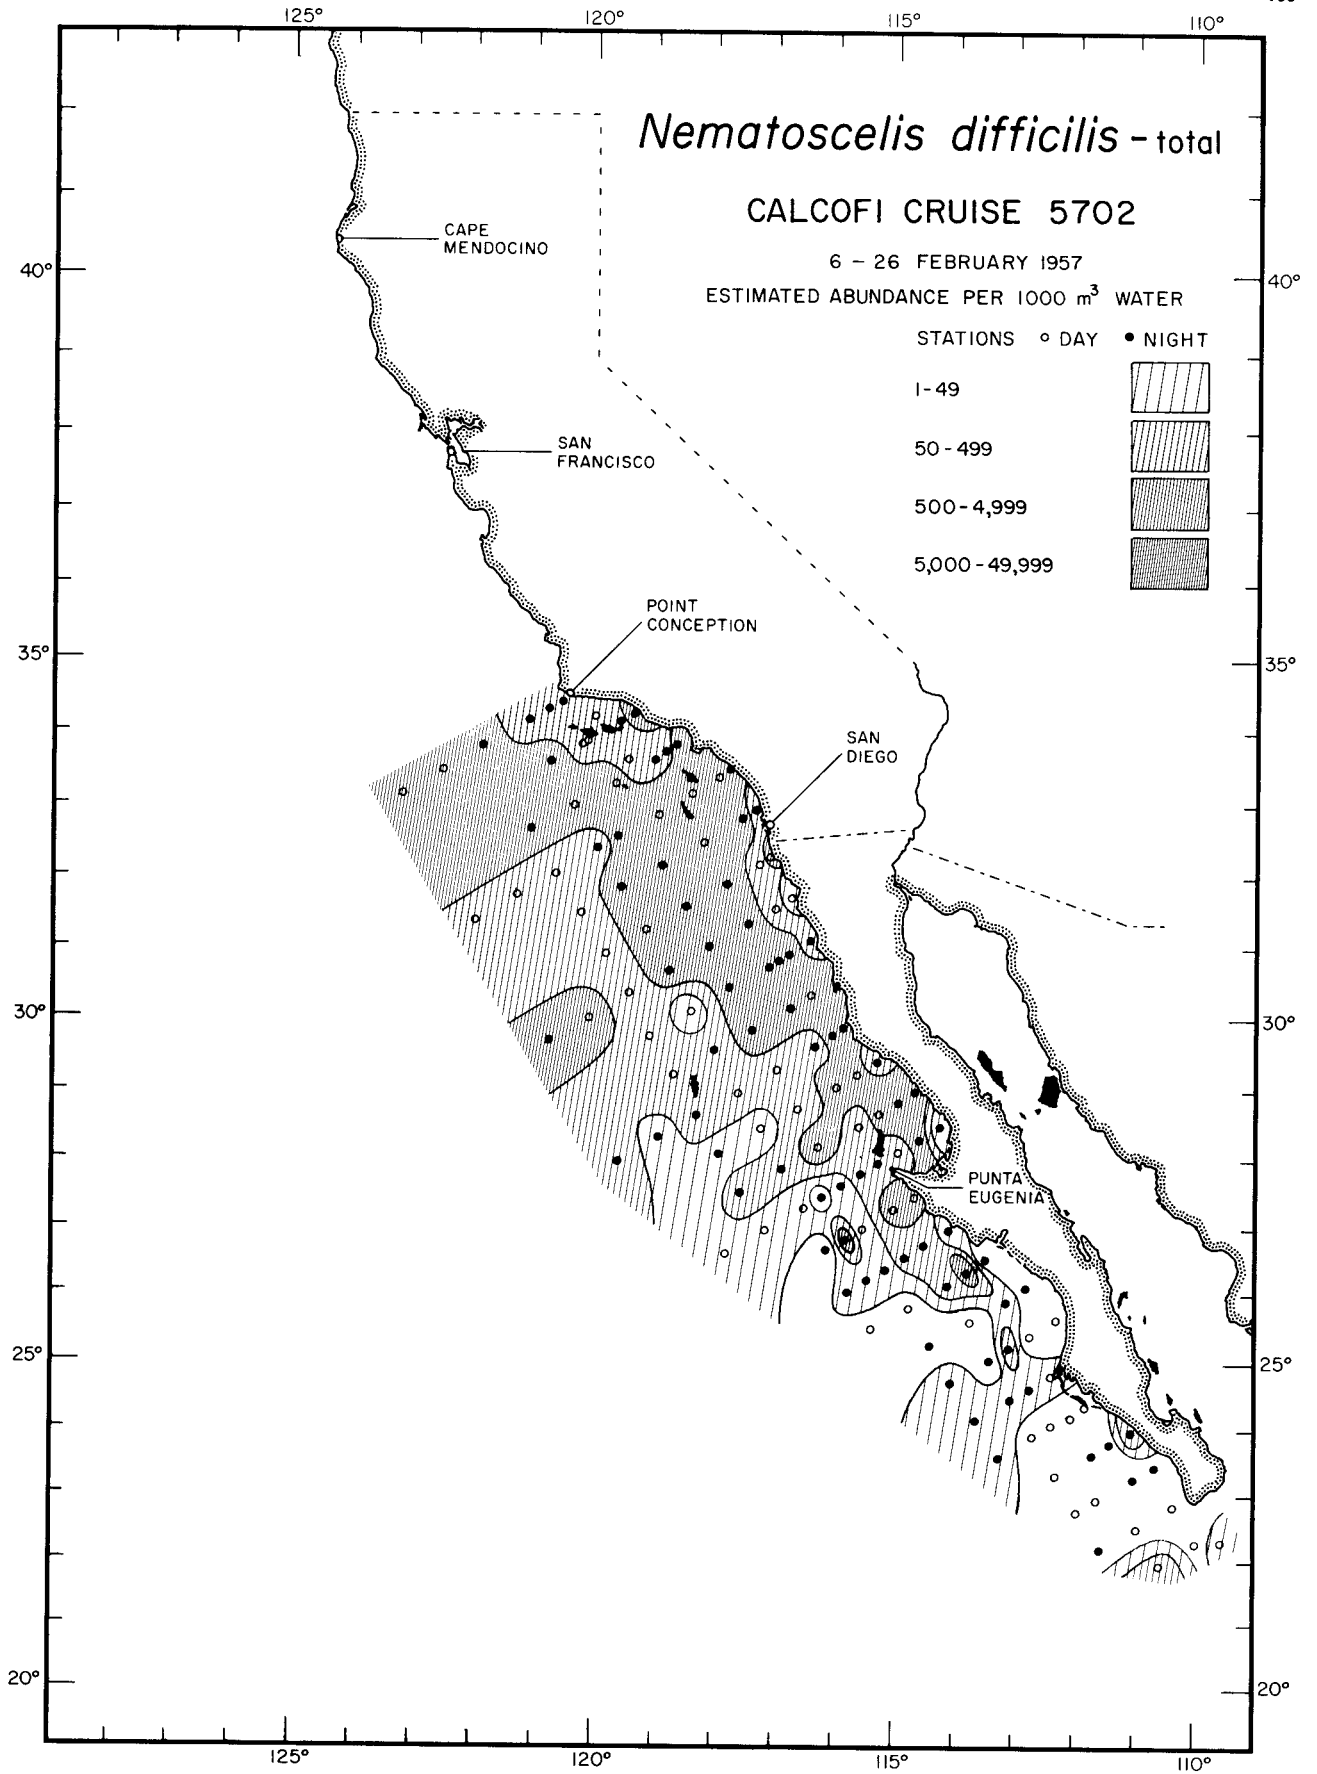 125° 120° 115° 110°
Nematoscelis difficilis - total
CALCOFI CRUISE 5702
6 - 26 FEBRUARY 1957
ESTIMATED ABUNDANCE PER 1000 m³ WATER
STATIONS ○ DAY ● NIGHT
1-49
50-499
500-4,999
5,000-49,999
CAPE
MENDOCINO
40° 40°
SAN
FRANCISCO
POINT
CONCEPTION
35° 35°
SAN
DIEGO
30° 30°
PUNTA
EUGENIA
25° 25°
20° 20°
125° 120° 115° 110°